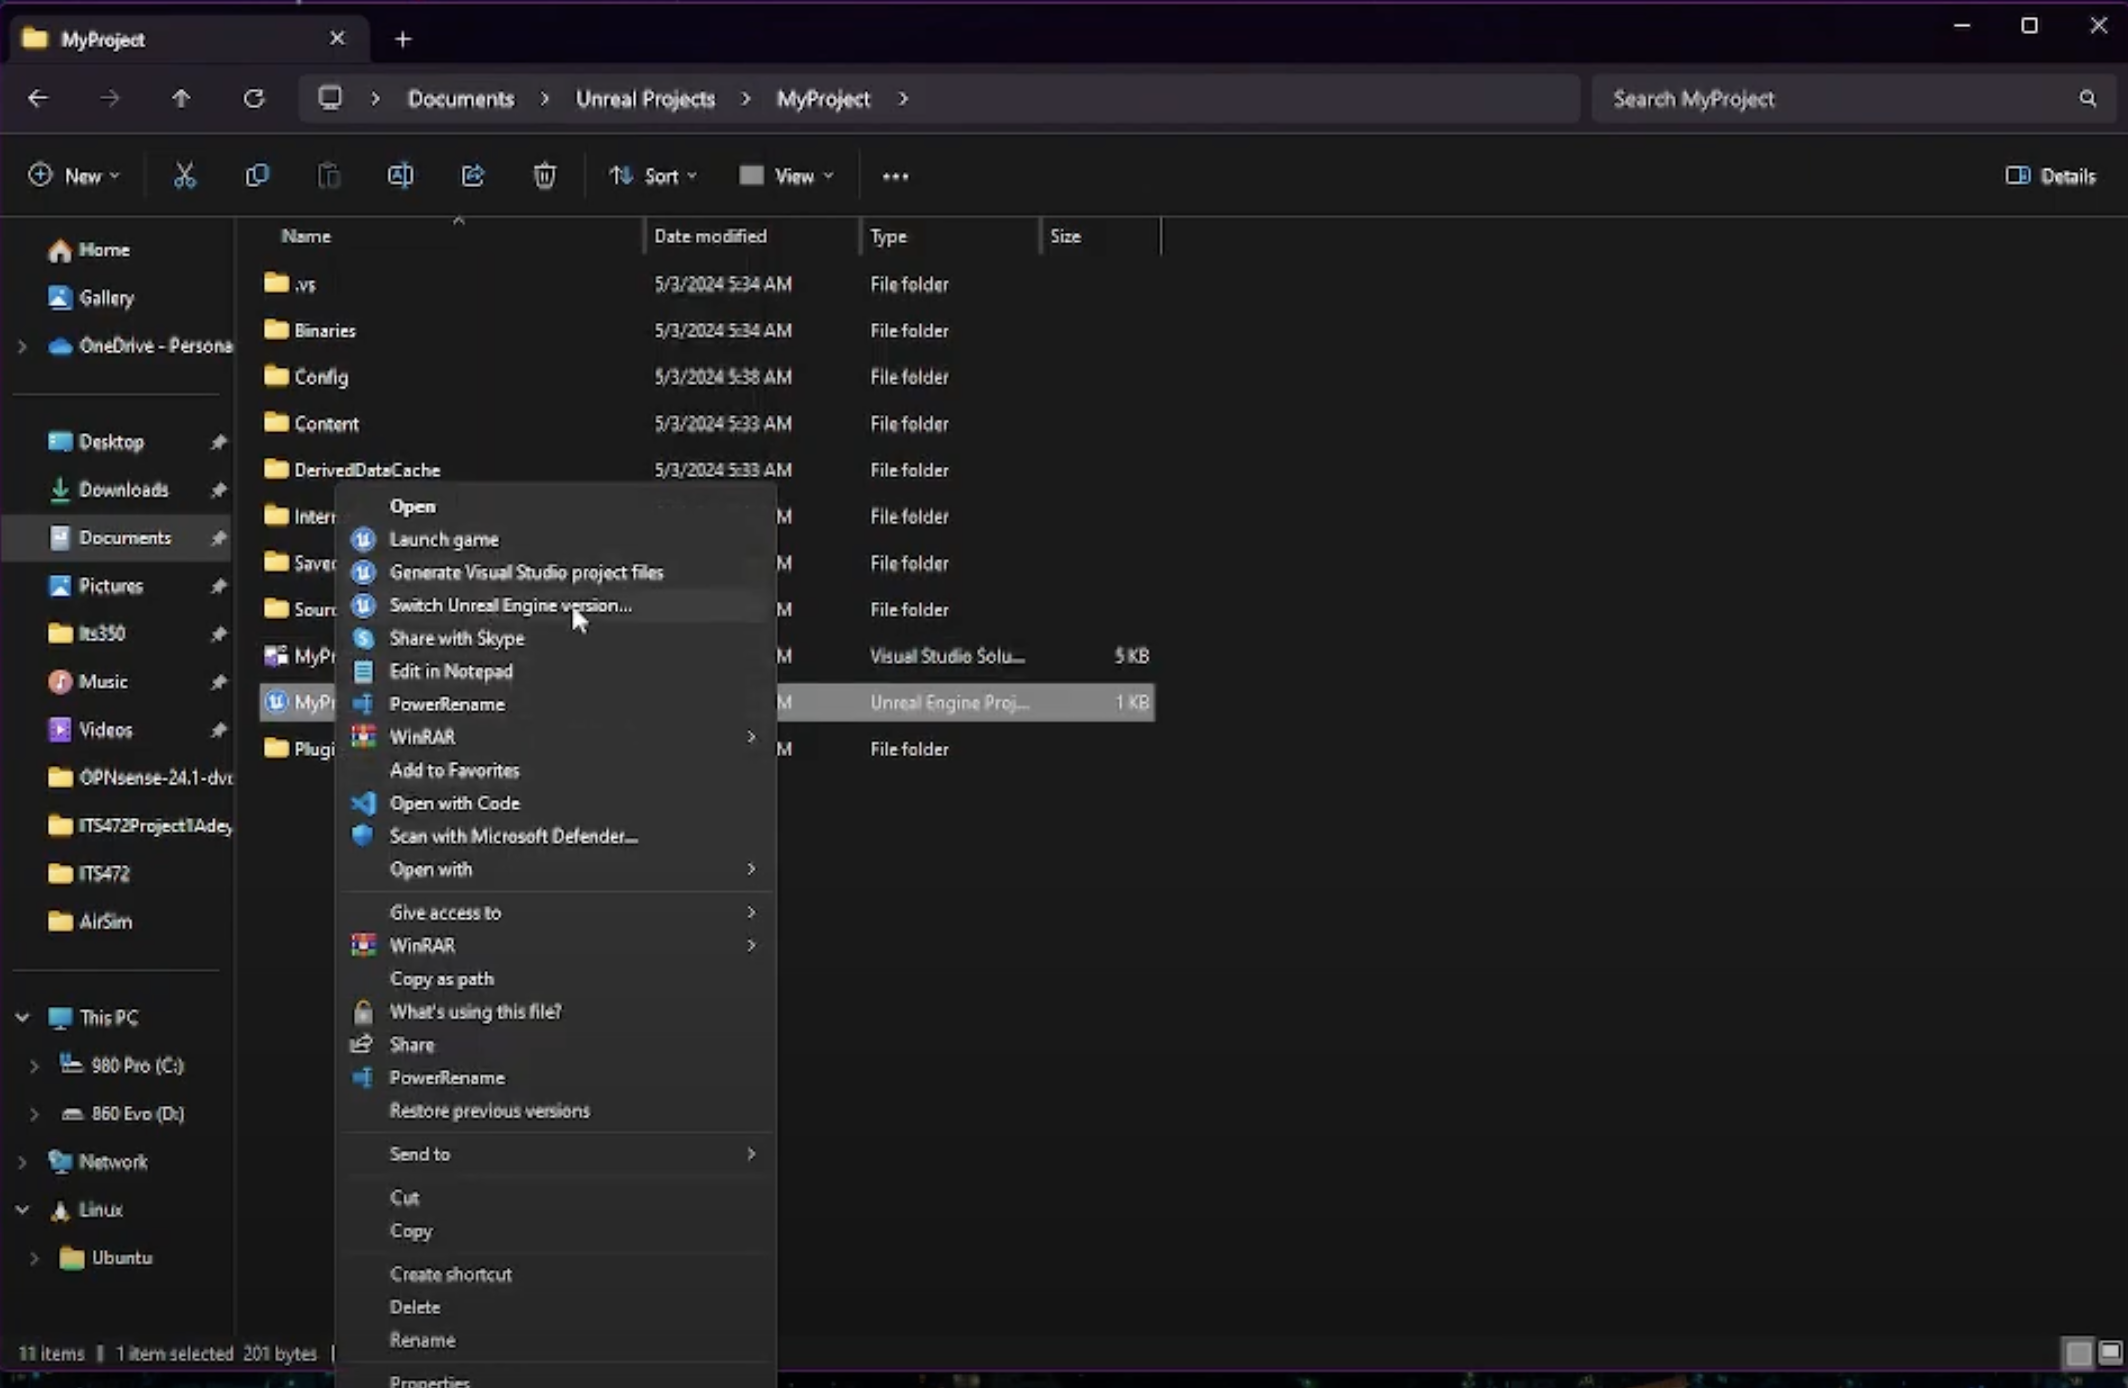 MyProject
Documents > Unreal Projects > MyProject >
Search MyProject
New
Sort
View
Details
Name
Date modified
Type
Size
Home
Gallery
OneDrive - Persona
Desktop
Downloads
Documents
Pictures
Its350
Music
Videos
OPNsense-24.1-dvd
ITS472Project1Adey
ITS472
AirSim
This PC
980 Pro (C:)
860 Evo (D:)
Network
Linux
Ubuntu
.vs 5/3/2024 5:34 AM File folder
Binaries 5/3/2024 5:34 AM File folder
Config 5/3/2024 5:38 AM File folder
Content 5/3/2024 5:33 AM File folder
DerivedDataCache 5/3/2024 5:33 AM File folder
Intern M File folder
Saved M File folder
Sourc M File folder
MyPr M Visual Studio Solu... 5 KB
MyPr M Unreal Engine Proj... 1 KB
Plugi M File folder
Open
Launch game
Generate Visual Studio project files
Switch Unreal Engine version...
Share with Skype
Edit in Notepad
PowerRename
WinRAR
Add to Favorites
Open with Code
Scan with Microsoft Defender...
Open with
Give access to
WinRAR
Copy as path
What's using this file?
Share
PowerRename
Restore previous versions
Send to
Cut
Copy
Create shortcut
Delete
Rename
Properties
11 items | 1 item selected 201 bytes |